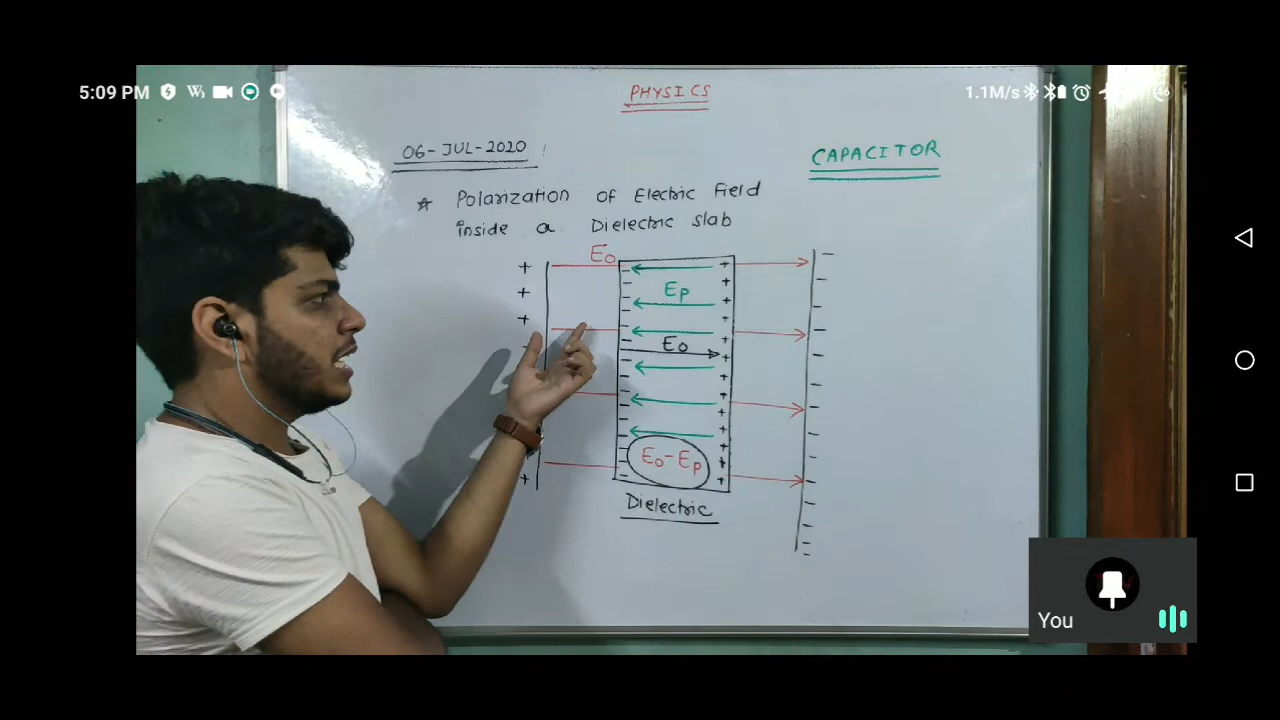 5:09 PM
1.1M/s
PHYSICS
06-JUL-2020
CAPACITOR
☆ Polarization of Electric Field
inside a Dielectric slab
E₀
Eₚ
E₀
E₀-Eₚ
Dielectric
You